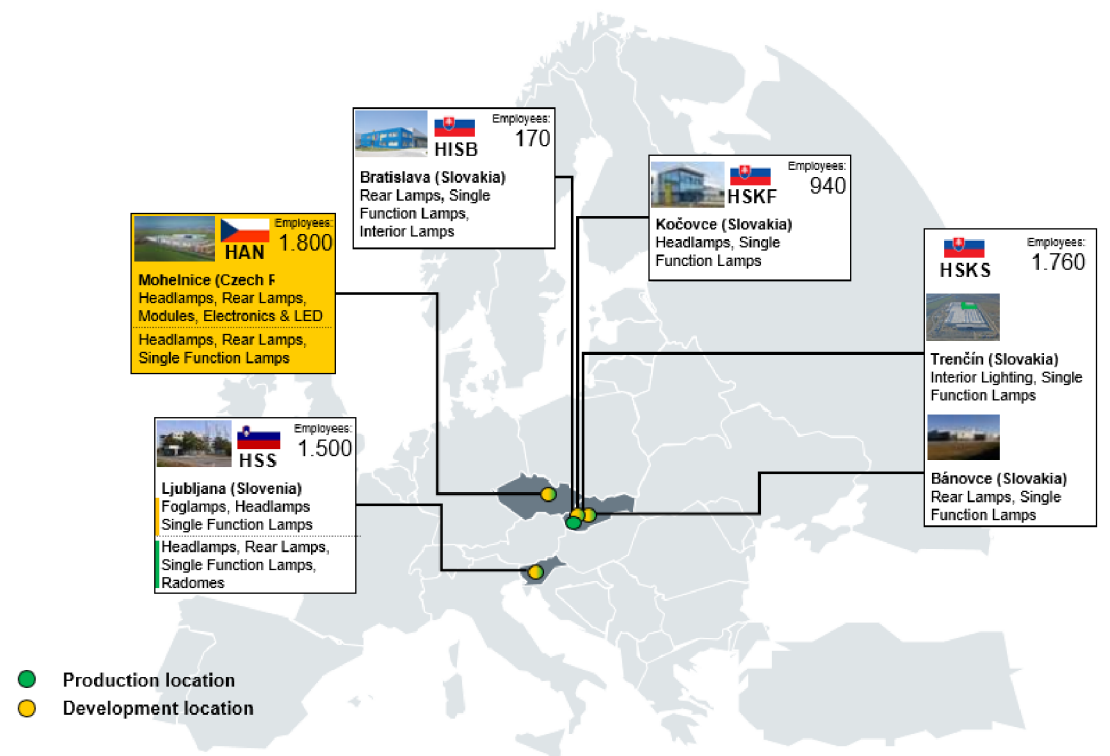 Employees:
170
HISB
Bratislava (Slovakia)
Rear Lamps, Single
Function Lamps,
Interior Lamps
Employees:
940
HSKF
Kočovce (Slovakia)
Headlamps, Single
Function Lamps
Employees:
1.800
HAN
Mohelnice (Czech
Headlamps, Rear Lamps,
Modules, Electronics & LED
Headlamps, Rear Lamps,
Single Function Lamps
Employees:
1.760
HSKS
Trenčín (Slovakia)
Interior Lighting, Single
Function Lamps
Bánovce (Slovakia)
Rear Lamps, Single
Function Lamps
Employees:
1.500
HSS
Ljubljana (Slovenia)
Foglamps, Headlamps
Single Function Lamps
Headlamps, Rear Lamps,
Single Function Lamps,
Radomes
Production location
Development location